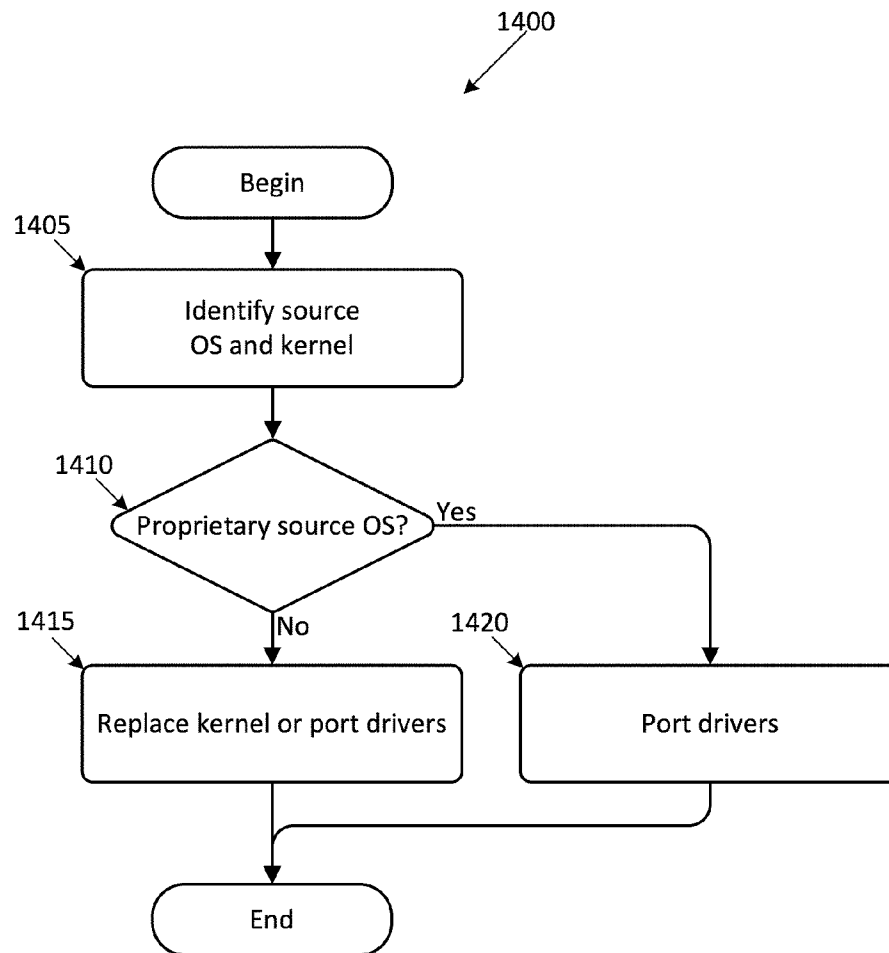 1400
Begin
1405
Identify source
OS and kernel
1410
Proprietary source OS?
Yes
No
1415
1420
Replace kernel or port drivers
Port drivers
End